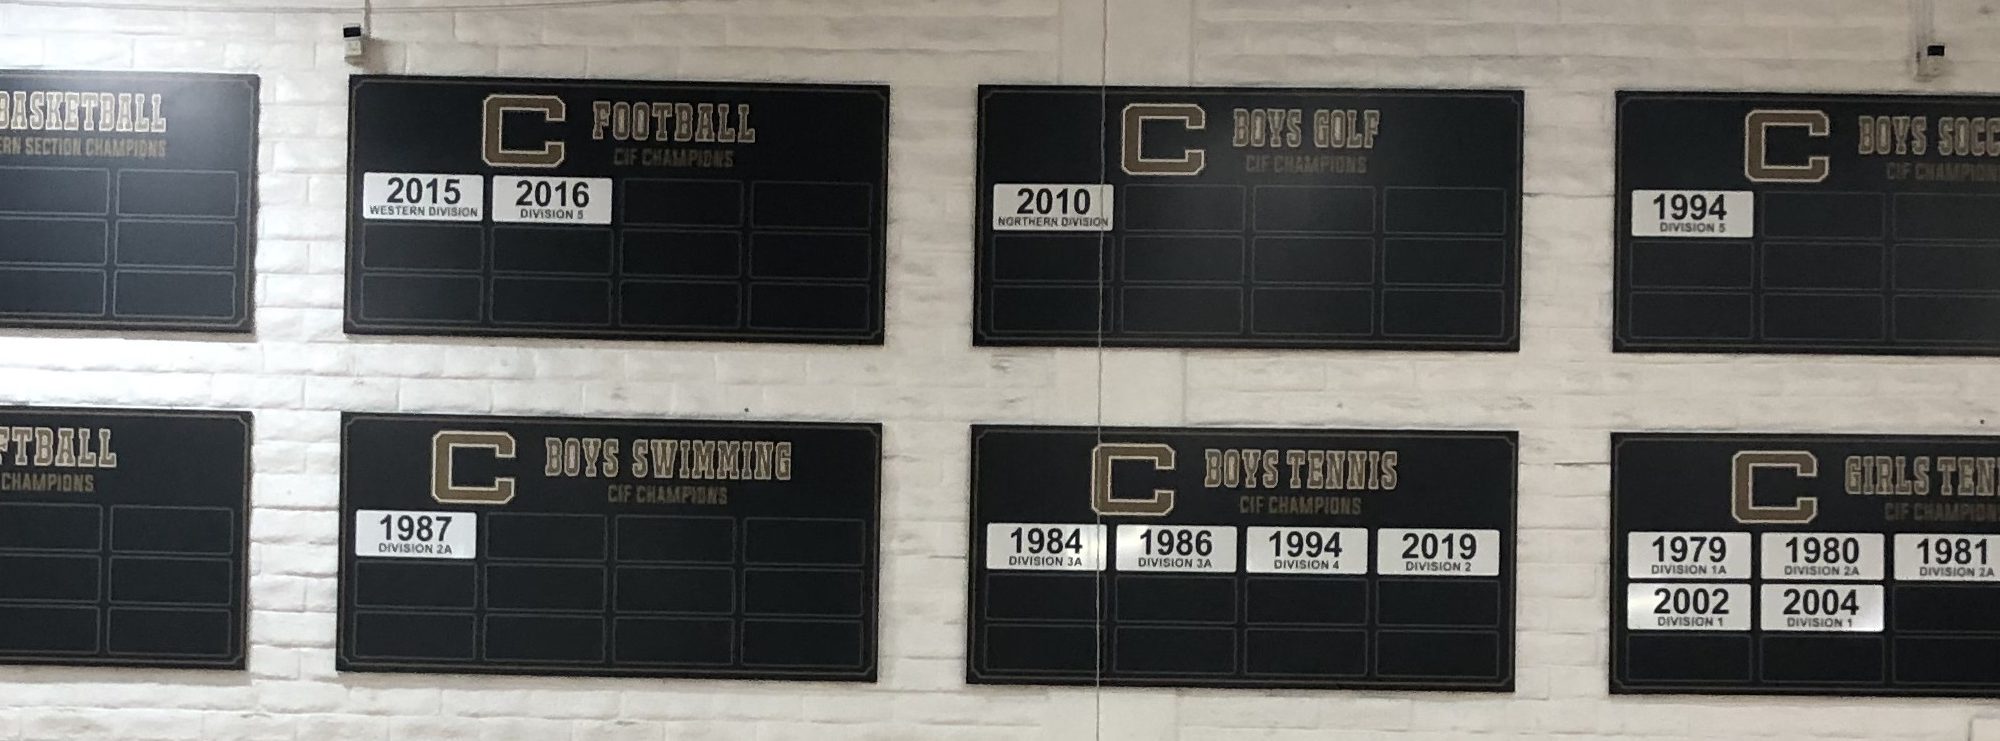 BASKETBALL
ERN SECTION CHAMPIONS
C FOOTBALL
CIF CHAMPIONS
2015 2016
WESTERN DIVISION DIVISION 5
C BOYS GOLF
CIF CHAMPIONS
2010
NORTHERN DIVISION
C BOYS SOCC
CIF CHAMPION
1994
DIVISION 5
FTBALL
CHAMPIONS
C BOYS SWIMMING
CIF CHAMPIONS
1987
DIVISION 2A
C BOYS TENNIS
CIF CHAMPIONS
1984 1986 1994 2019
DIVISION 3A DIVISION 3A DIVISION 4 DIVISION 2
C GIRLS TENN
CIF CHAMPION
1979 1980 1981
DIVISION 1A DIVISION 2A DIVISION 2A
2002 2004
DIVISION 1 DIVISION 1